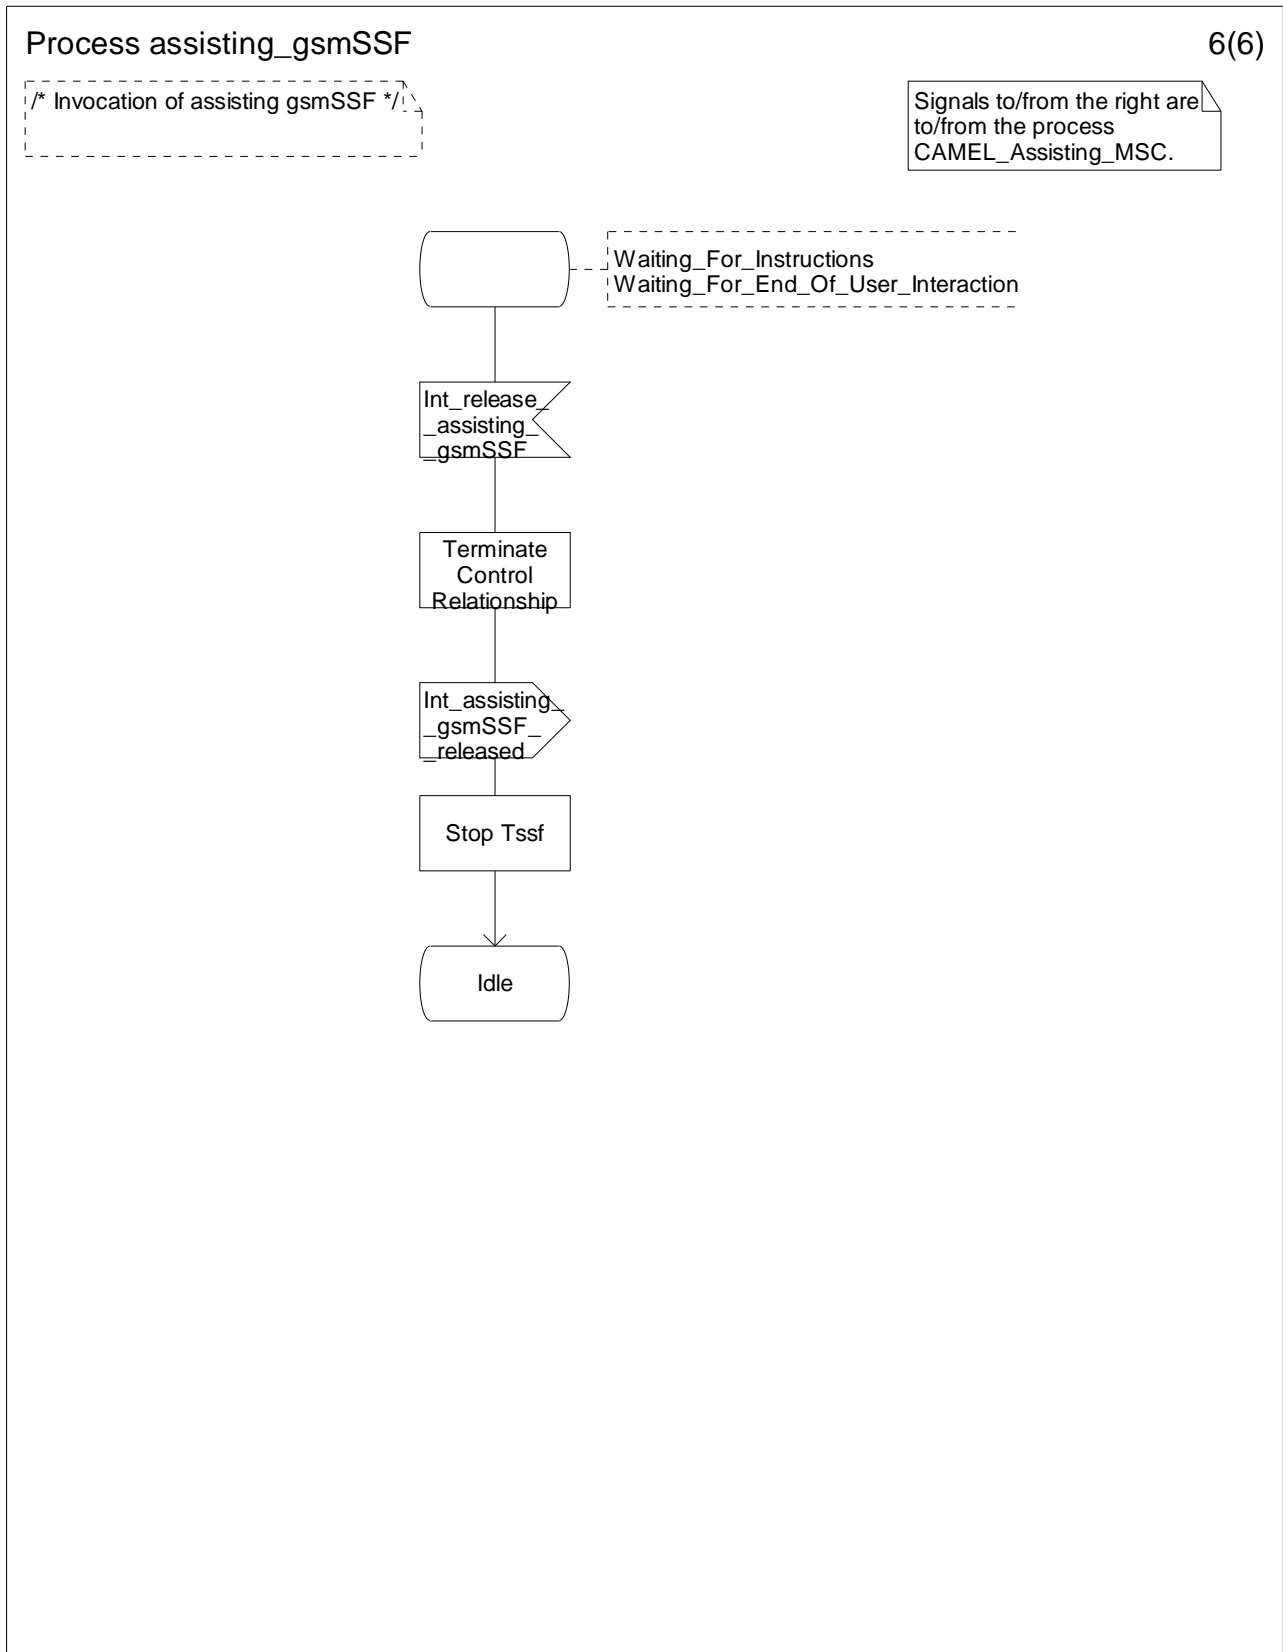 Process assisting_gsmSSF
6(6)
/* Invocation of assisting gsmSSF */
Signals to/from the right are
to/from the process
CAMEL_Assisting_MSC.
Waiting_For_Instructions
Waiting_For_End_Of_User_Interaction
Int_release_
_assisting_
_gsmSSF
Terminate
Control
Relationship
Int_assisting_
_gsmSSF_
_released
Stop Tssf
Idle